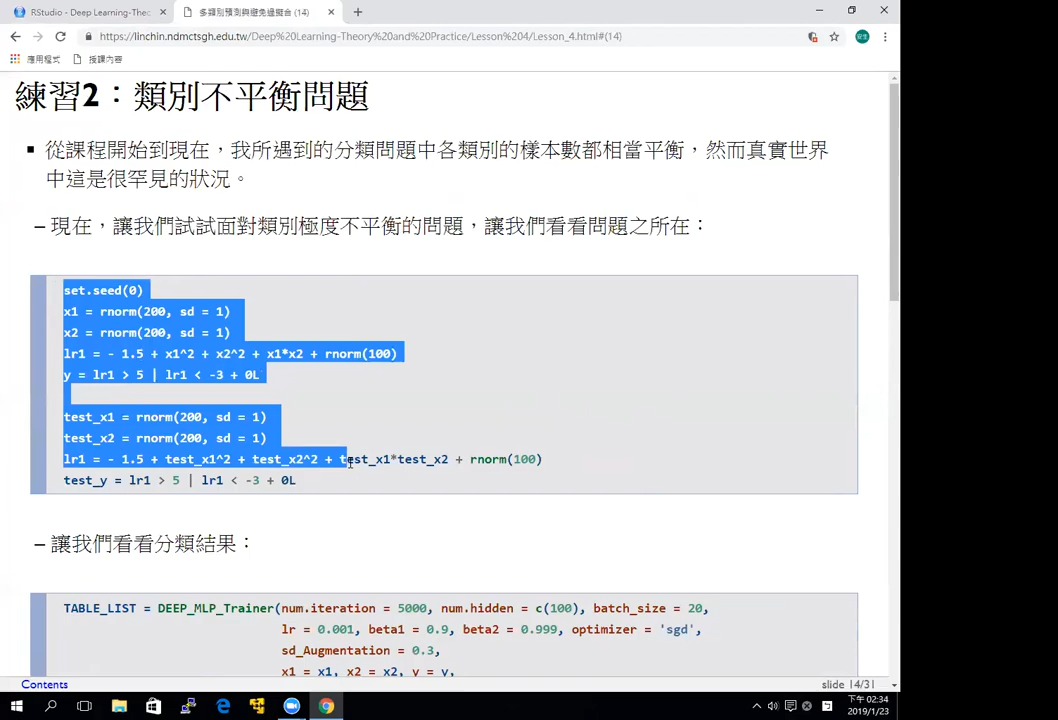 RStudio - Deep Learning-Theo
多類別預測與避免過擬合 (14)
https://linchin.ndmctsgh.edu.tw/Deep%20Learning-Theory%20and%20Practice/Lesson%204/Lesson_4.html#(14)
應用程式 授課內容
練習2：類別不平衡問題
從課程開始到現在，我所遇到的分類問題中各類別的樣本數都相當平衡，然而真實世界
中這是很罕見的狀況。
– 現在，讓我們試試面對類別極度不平衡的問題，讓我們看看問題之所在：
set.seed(0)
x1 = rnorm(200, sd = 1)
x2 = rnorm(200, sd = 1)
lr1 = - 1.5 + x1^2 + x2^2 + x1*x2 + rnorm(100)
y = lr1 > 5 | lr1 < -3 + 0L
test_x1 = rnorm(200, sd = 1)
test_x2 = rnorm(200, sd = 1)
lr1 = - 1.5 + test_x1^2 + test_x2^2 + test_x1*test_x2 + rnorm(100)
test_y = lr1 > 5 | lr1 < -3 + 0L
– 讓我們看看分類結果：
TABLE_LIST = DEEP_MLP_Trainer(num.iteration = 5000, num.hidden = c(100), batch_size = 20,
lr = 0.001, beta1 = 0.9, beta2 = 0.999, optimizer = 'sgd',
sd_Augmentation = 0.3,
x1 = x1, x2 = x2, y = y,
Contents
slide 14/31
下午 02:34
2019/1/23